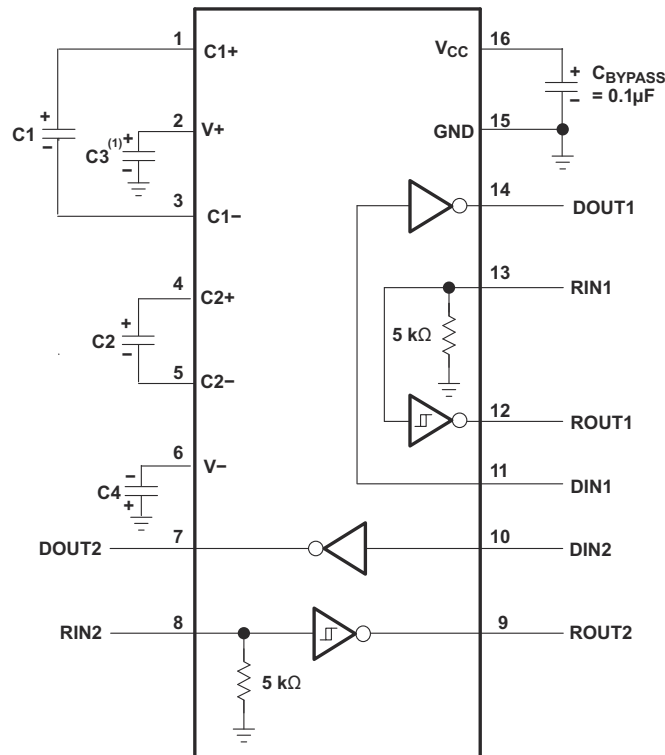 1 C1+ VCC 16
+ CBYPASS
C1 + − 2 V+ − = 0.1µF
+ C3(1) − GND 15
3 C1− 14 DOUT1
4 C2+ 13 RIN1
C2 + − 5 kΩ
5 C2− 12 ROUT1
6 V− 11 DIN1
− C4 +
DOUT2 7 10 DIN2
RIN2 8 9 ROUT2
5 kΩ